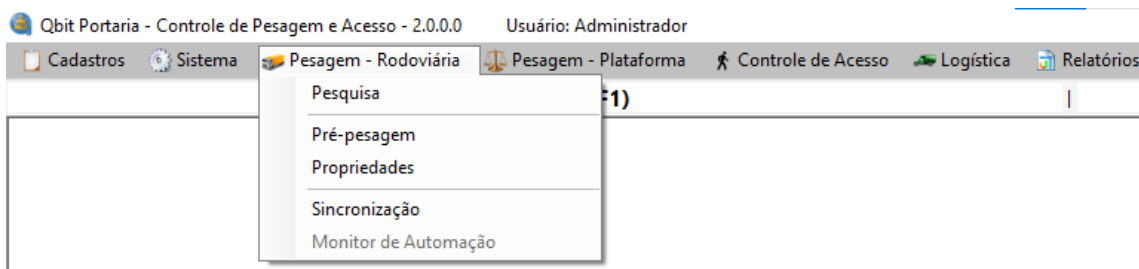 Qbit Portaria - Controle de Pesagem e Acesso - 2.0.0.0 Usuário: Administrador
Cadastros Sistema Pesagem - Rodoviária Pesagem - Plataforma Controle de Acesso Logística Relatórios
F1) |
Pesquisa
Pré-pesagem
Propriedades
Sincronização
Monitor de Automação